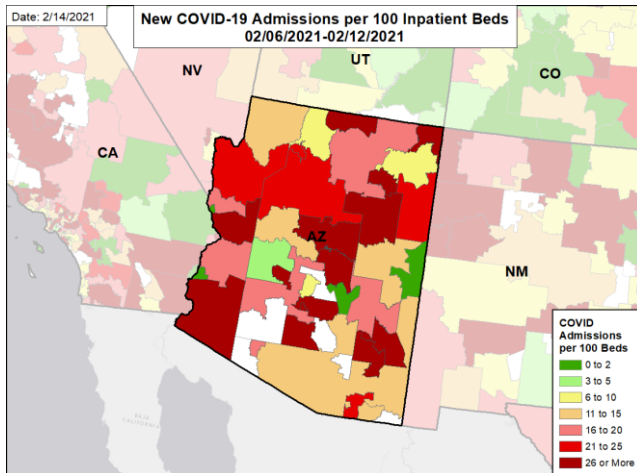 Date: 2/14/2021
New COVID-19 Admissions per 100 Inpatient Beds
02/06/2021-02/12/2021
NV
UT
CO
CA
AZ
NM
BAJA
CALIFORNIA
COVID
Admissions
per 100 Beds
0 to 2
3 to 5
6 to 10
11 to 15
16 to 20
21 to 25
26 or More